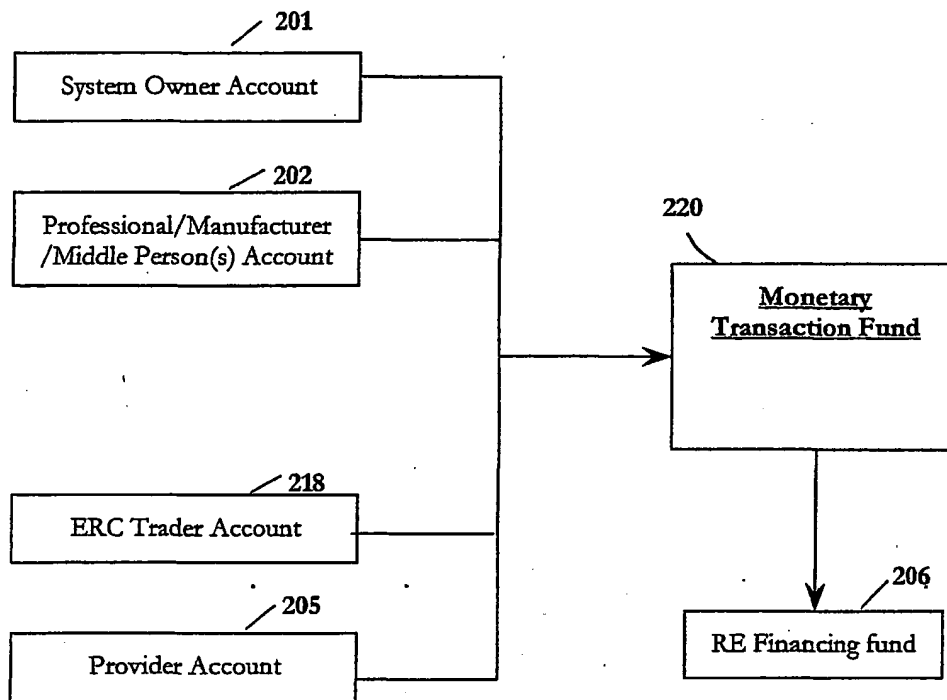 201
System Owner Account
202
Professional/Manufacturer
/Middle Person(s) Account
220
Monetary
Transaction Fund
218
ERC Trader Account
205
Provider Account
206
RE Financing fund